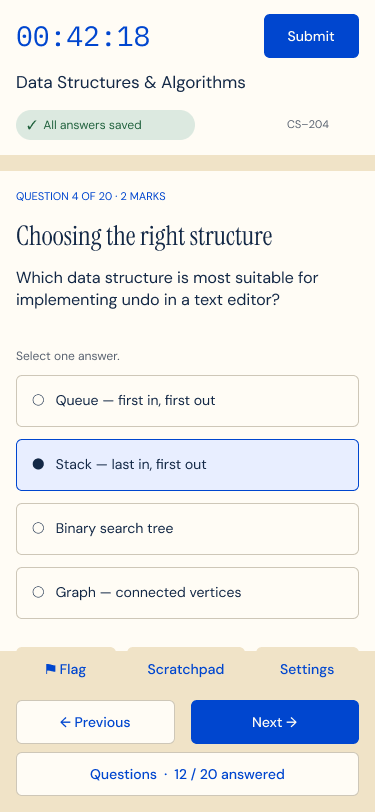 00:42:18
Submit
Data Structures & Algorithms
✓ All answers saved
CS–204
QUESTION 4 OF 20 · 2 MARKS
Choosing the right structure
Which data structure is most suitable for
implementing undo in a text editor?
Select one answer.
Queue — first in, first out
Stack — last in, first out
Binary search tree
Graph — connected vertices
⚑ Flag
Scratchpad
Settings
← Previous
Next →
Questions · 12 / 20 answered